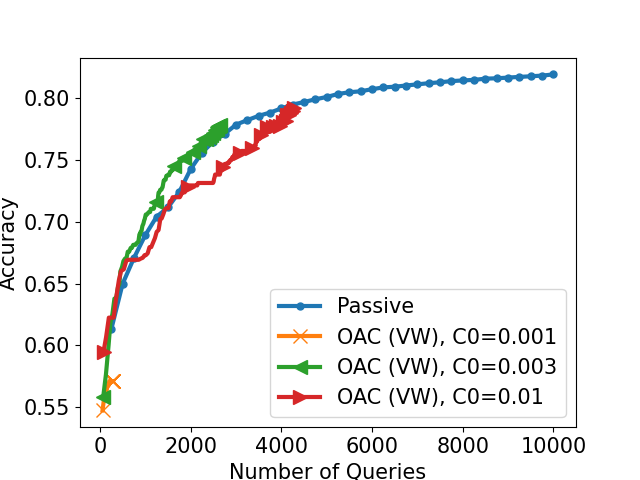 0.80
0.75
0.70
0.65
0.60
0.55
Accuracy
0 2000 4000 6000 8000 10000
Number of Queries
Passive
OAC (VW), C0=0.001
OAC (VW), C0=0.003
OAC (VW), C0=0.01